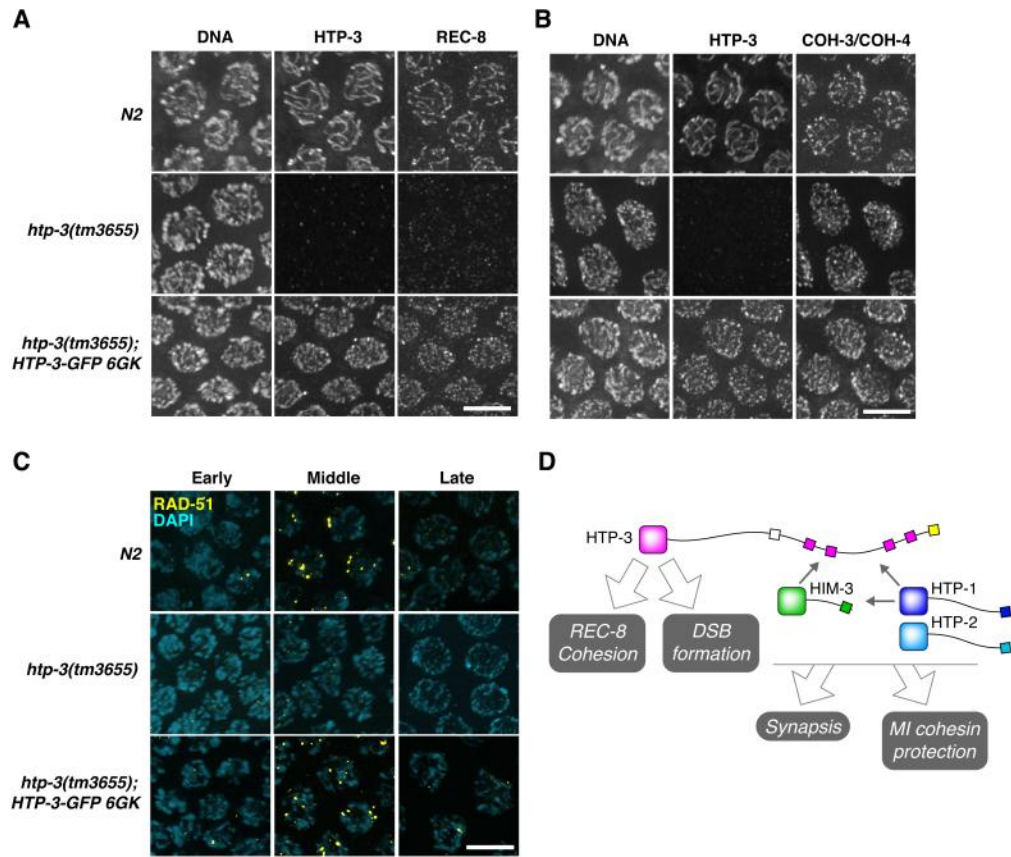 A
DNA HTP-3 REC-8
N2
htp-3(tm3655)
htp-3(tm3655);
HTP-3-GFP 6GK
B
DNA HTP-3 COH-3/COH-4
C
Early Middle Late
RAD-51
DAPI
N2
htp-3(tm3655)
htp-3(tm3655);
HTP-3-GFP 6GK
D
HTP-3
HIM-3
HTP-1
HTP-2
REC-8
Cohesion
DSB
formation
Synapsis
MI cohesin
protection